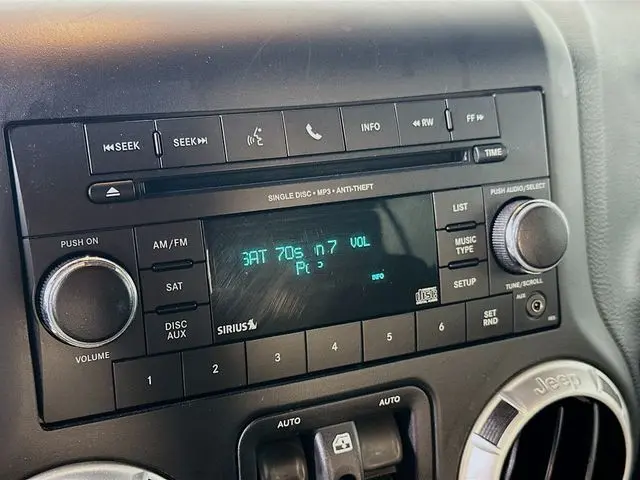 SEEK
SEEK
INFO
RW
FF
TIME
SINGLE DISC • MP3 • ANTI-THEFT
PUSH ON
VOLUME
AM/FM
SAT
DISC AUX
SAT 70s on7 VOL
INFO
SIRIUS
LIST
MUSIC TYPE
SETUP
PUSH AUDIO/SELECT
TUNE/SCROLL
AUX
1
2
3
4
5
6
SET RND
AUTO
AUTO
Jeep